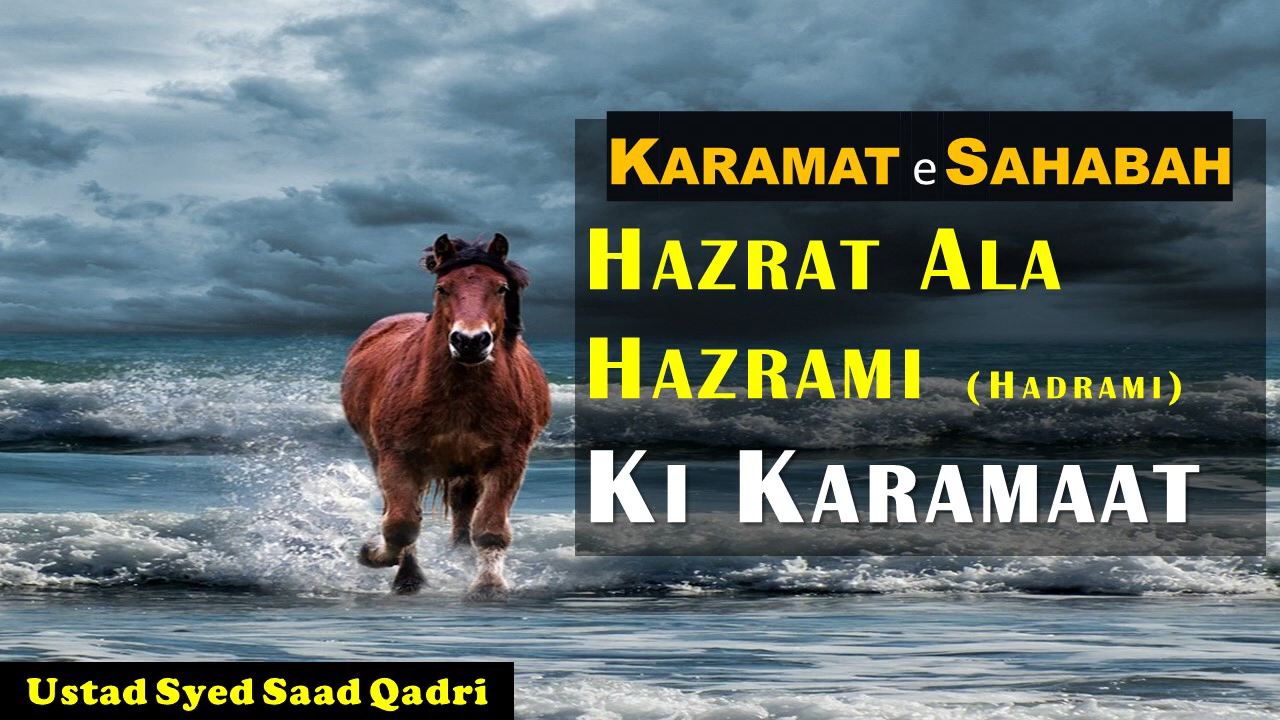 KARAMAT e SAHABAH
HAZRAT ALA
HAZRAMI (HADRAMI)
KI KARAMAAT
Ustad Syed Saad Qadri